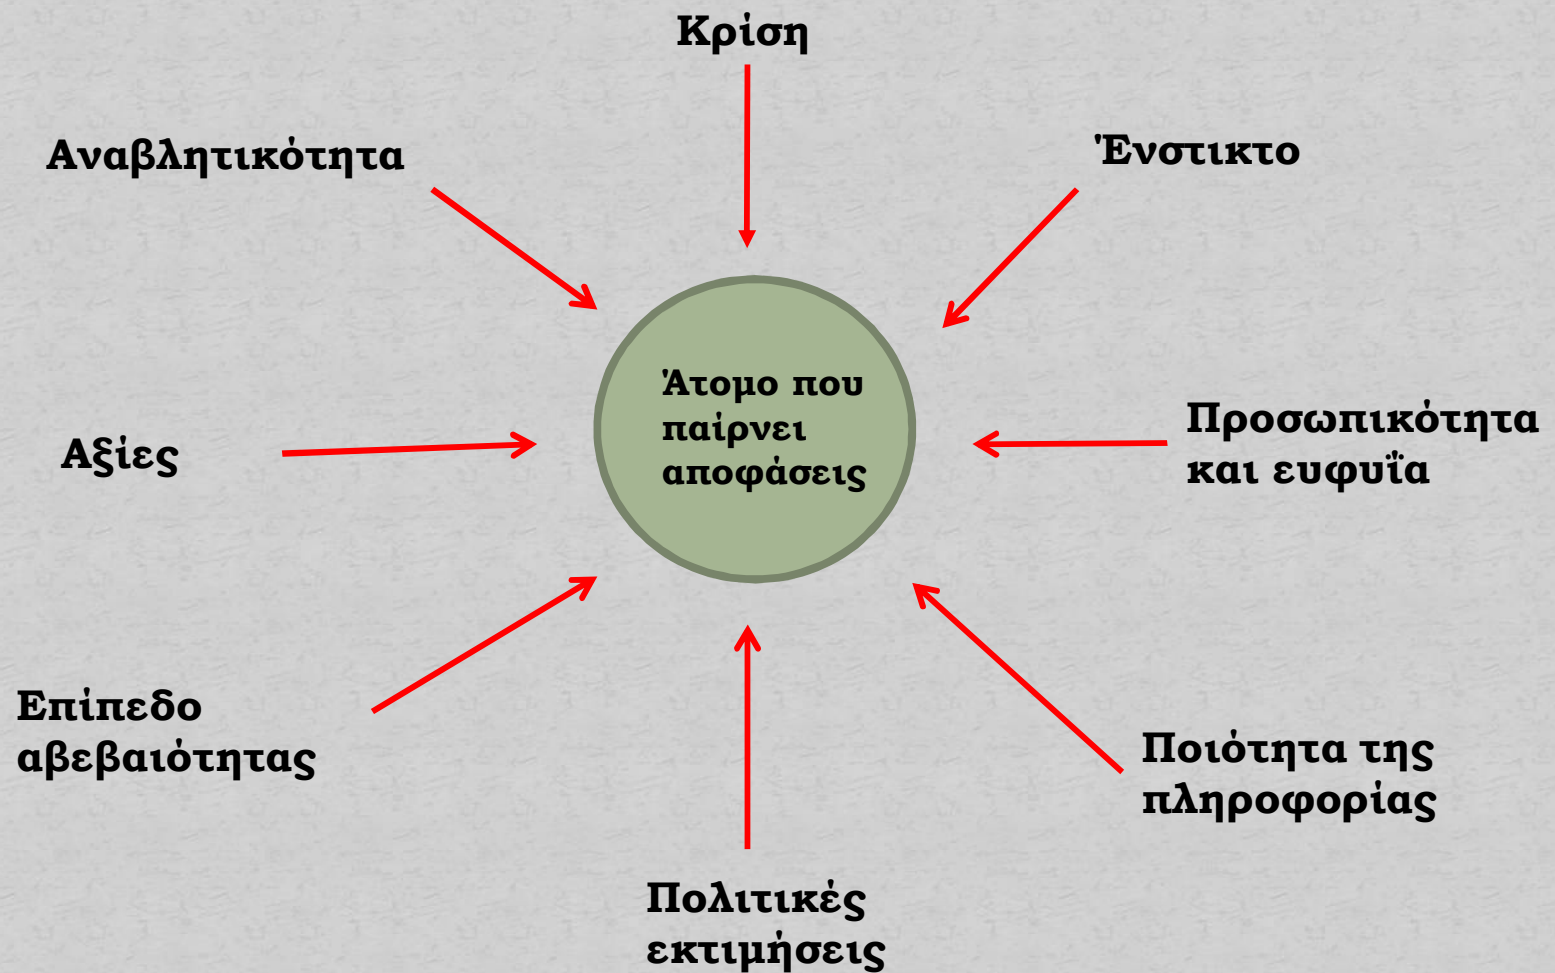 Κρίση
Αναβλητικότητα
Ένστικτο
Άτομο που
παίρνει
αποφάσεις
Αξίες
Προσωπικότητα
και ευφυΐα
Επίπεδο
αβεβαιότητας
Ποιότητα της
πληροφορίας
Πολιτικές
εκτιμήσεις